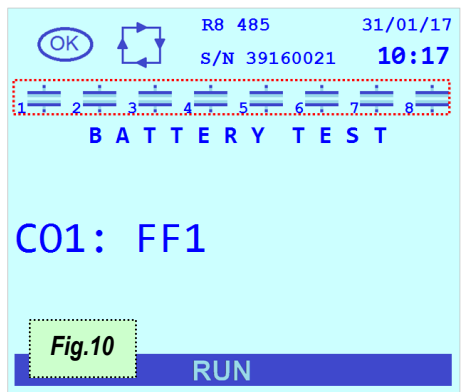 OK R8 485 31/01/17
S/N 39160021 10:17
1 2 3 4 5 6 7 8
BATTERY TEST
CO1: FF1
Fig.10
RUN